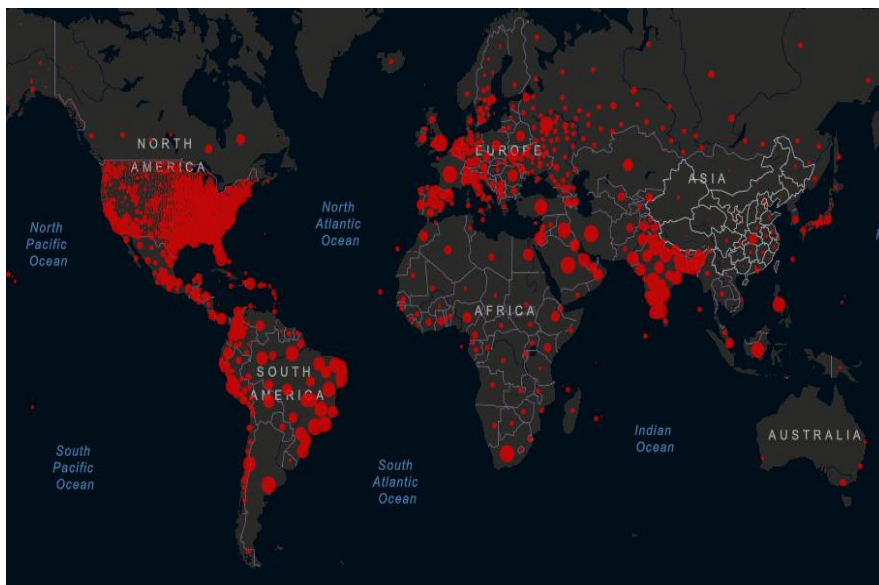 NORTH
AMERICA
EUROPE
ASIA
North
Pacific
Ocean
North
Atlantic
Ocean
AFRICA
SOUTH
AMERICA
Indian
Ocean
AUSTRALIA
South
Pacific
Ocean
South
Atlantic
Ocean